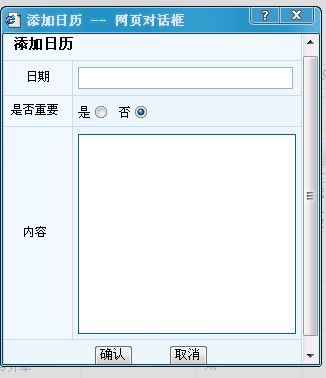 添加日历 -- 网页对话框
添加日历
日期
是否重要 是 否
内容
确认 取消